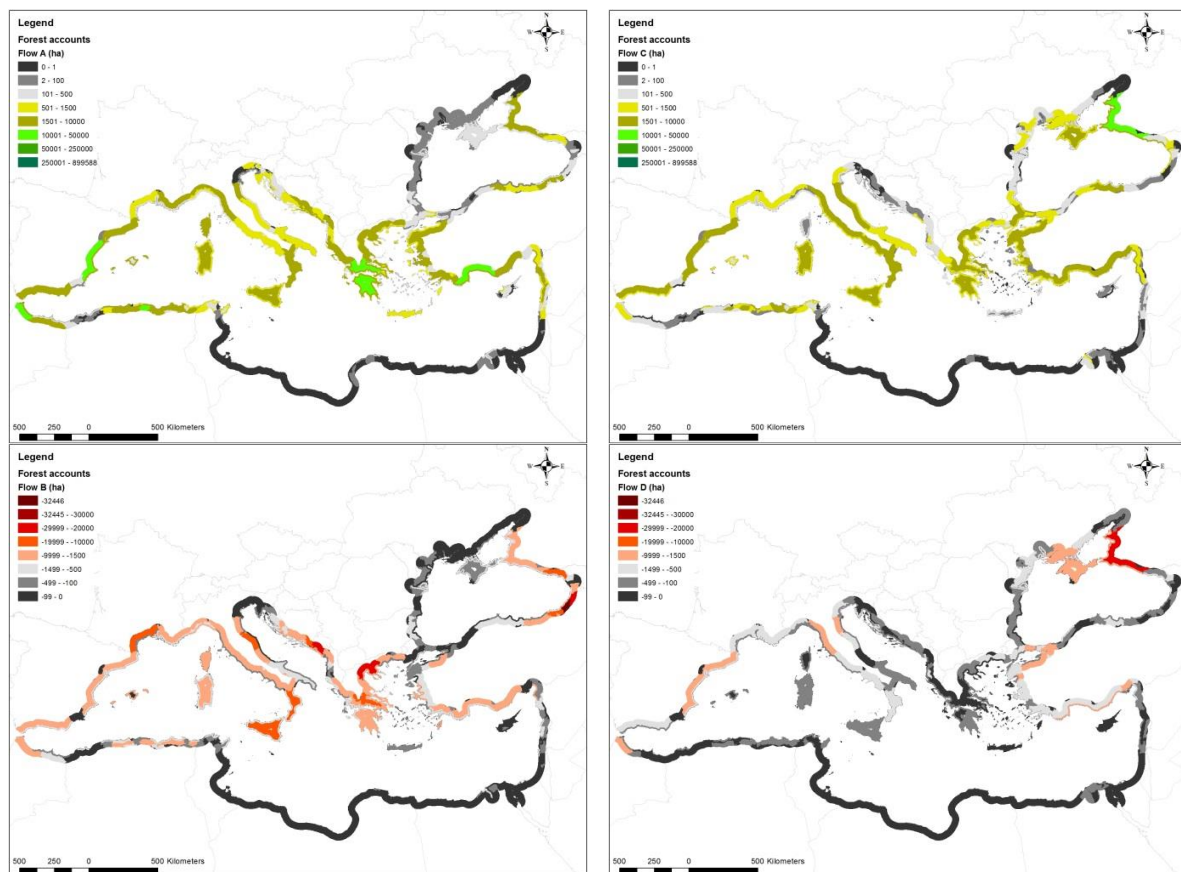 Legend
Forest accounts
Flow A (ha)
0 - 1
2 - 100
101 - 500
501 - 1500
1501 - 10000
10001 - 50000
50001 - 250000
250001 - 899588
N
W E
S
500 250 0 500 Kilometers
Legend
Forest accounts
Flow C (ha)
0 - 1
2 - 100
101 - 500
501 - 1500
1501 - 10000
10001 - 50000
50001 - 250000
250001 - 899588
N
W E
S
500 250 0 500 Kilometers
Legend
Forest accounts
Flow B (ha)
-32446
-32445 - -30000
-29999 - -20000
-19999 - -10000
-9999 - -1500
-1499 - -500
-499 - -100
-99 - 0
N
W E
S
500 250 0 500 Kilometers
Legend
Forest accounts
Flow D (ha)
-32446
-32445 - -30000
-29999 - -20000
-19999 - -10000
-9999 - -1500
-1499 - -500
-499 - -100
-99 - 0
N
W E
S
500 250 0 500 Kilometers